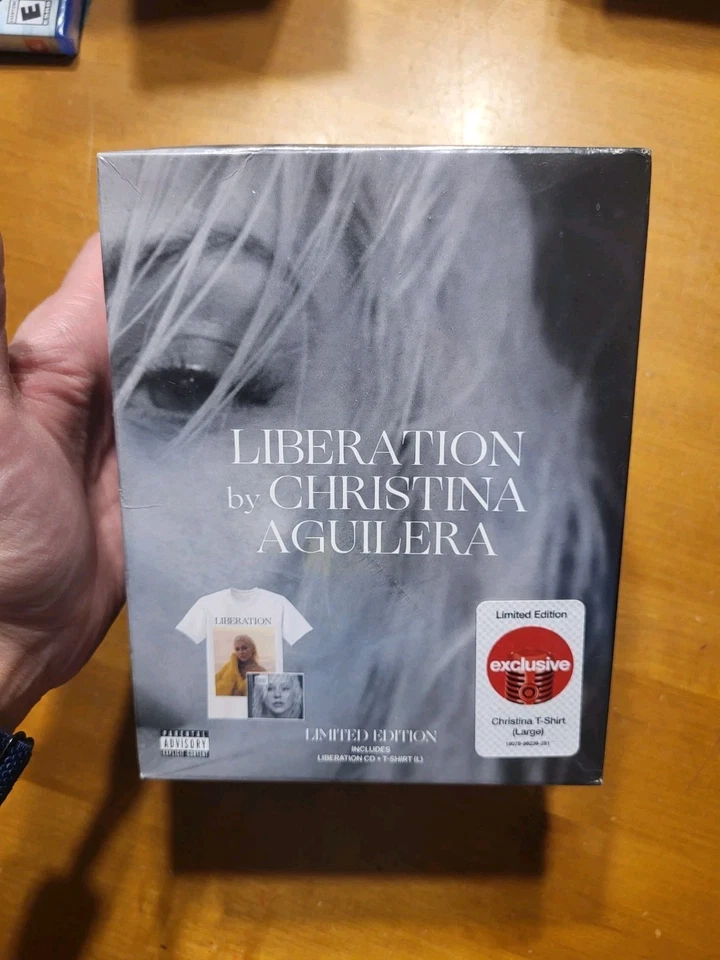 E
LIBERATION
by CHRISTINA
AGUILERA
LIBERATION
Limited Edition
exclusive
Christina T-Shirt
(Large)
PARENTAL
ADVISORY
EXPLICIT CONTENT
LIMITED EDITION
INCLUDES
LIBERATION CD + T-SHIRT (L)